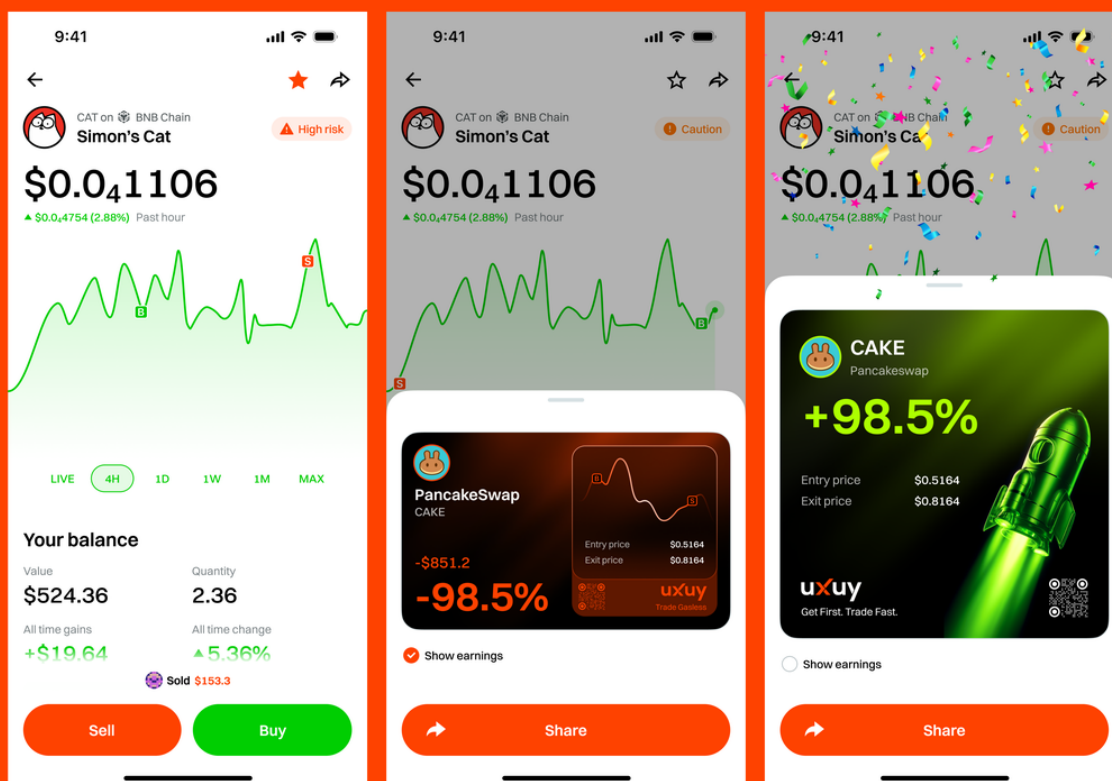 9:41
CAT on BNB Chain
Simon's Cat
High risk
$0.0₄1106
$0.0₄4754 (2.88%) Past hour
S
B
LIVE 4H 1D 1W 1M MAX
Your balance
Value Quantity
$524.36 2.36
All time gains All time change
+$19.64 5.36%
Sold $153.3
Sell Buy
9:41
CAT on BNB Chain
Simon's Cat
Caution
$0.0₄1106
$0.0₄4754 (2.88%) Past hour
B
S
PancakeSwap
CAKE
-$851.2
-98.5%
B
S
Entry price $0.5164
Exit price $0.8164
uxuy
Trade Gasless
Show earnings
Share
9:41
CAT on BNB Chain
Simon's Cat
Caution
$0.0₄1106
$0.0₄4754 (2.88%) Past hour
CAKE
Pancakeswap
+98.5%
Entry price $0.5164
Exit price $0.8164
uxuy
Get First. Trade Fast.
Show earnings
Share